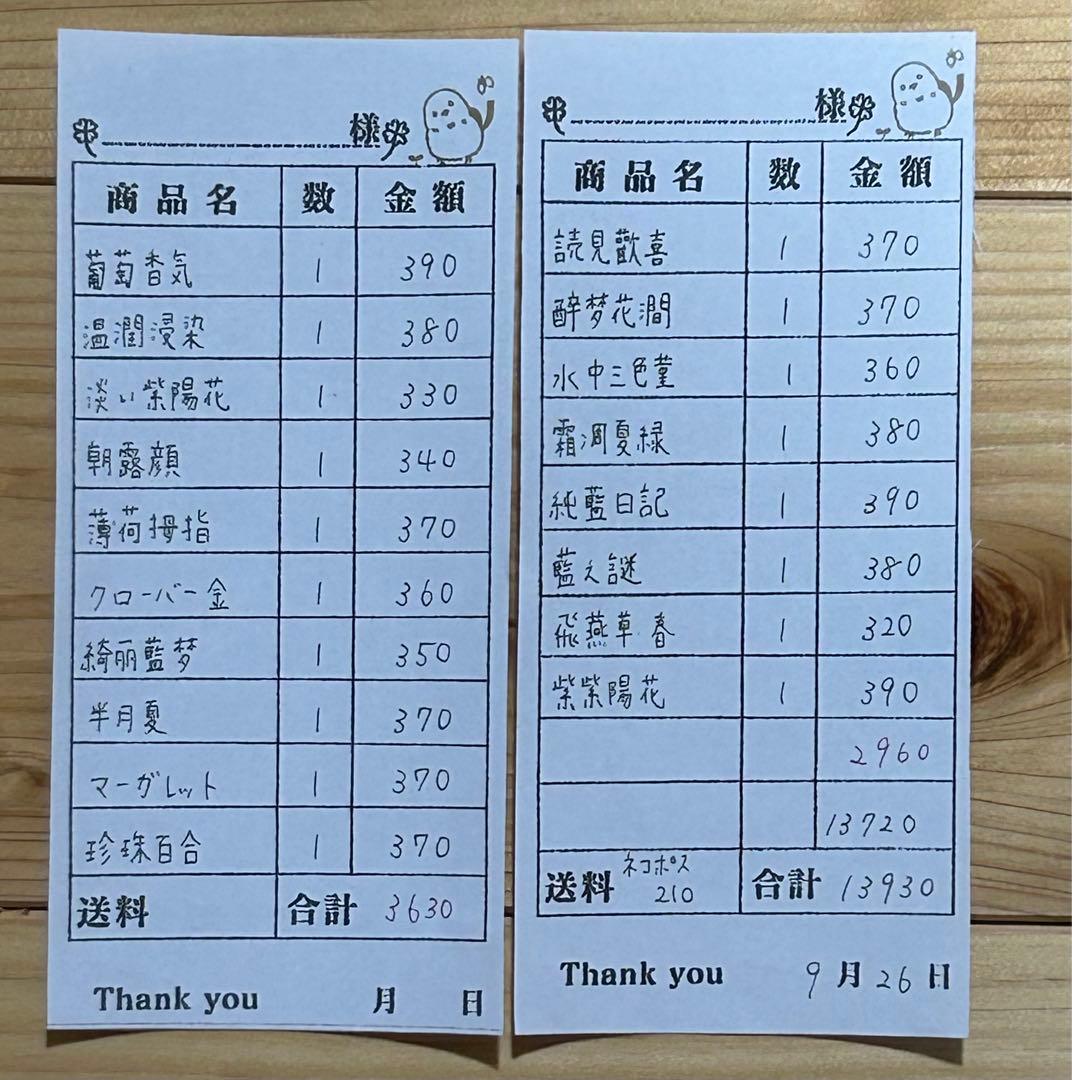 様
商品名 数 金額
葡萄香気 1 390
温潤浸染 1 380
淡い紫陽花 1 330
朝露顔 1 340
薄荷拇指 1 370
クローバー金 1 360
綺丽藍梦 1 350
半月夏 1 370
マーガレット 1 370
珍珠百合 1 370
送料 合計 3630
Thank you 月 日
様
商品名 数 金額
読見歡喜 1 370
酔梦花澗 1 370
水中三色菫 1 360
霜凋夏緑 1 380
純藍日記 1 390
藍え謎 1 380
飛燕草春 1 320
紫紫陽花 1 390
2960
13720
送料 ネコポス 210 合計 13930
Thank you 9月26日